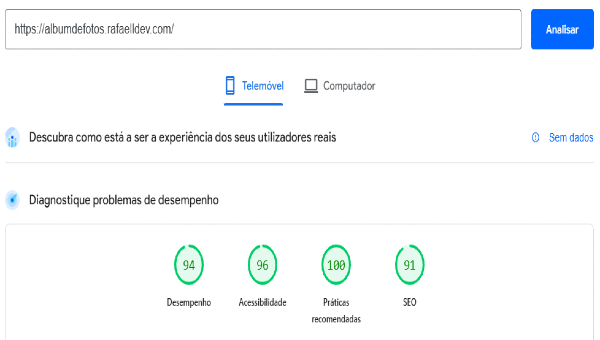 https://albumdefotos.rafaelldev.com/
Analisar
Telemóvel
Computador
Descubra como está a ser a experiência dos seus utilizadores reais
Sem dados
Diagnostique problemas de desempenho
94
96
100
91
Desempenho
Acessibilidade
Práticas
recomendadas
SEO